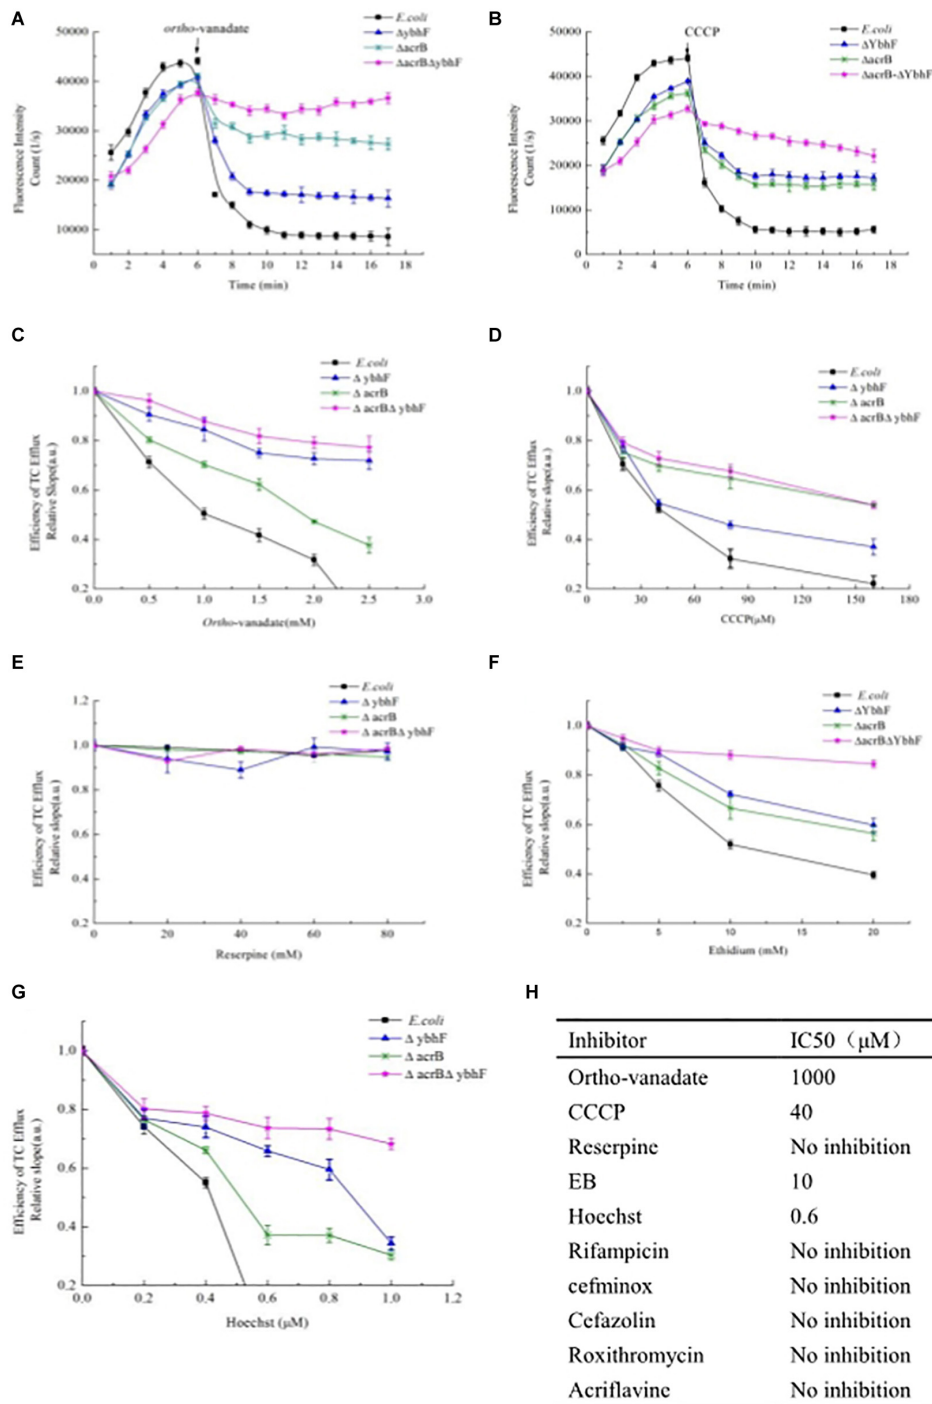 A
ortho-vanadate
E.coli
ΔybhF
ΔacrB
ΔacrBΔybhF
50000
40000
30000
20000
10000
Fluorescence Intensity
Count (1/s)
0 2 4 6 8 10 12 14 16 18
Time (min)
B
CCCP
E.coli
ΔYbhF
ΔacrB
ΔacrB-ΔYbhF
50000
40000
30000
20000
10000
0
Fluorescence Intensity
Count (1/s)
0 2 4 6 8 10 12 14 16 18
Time (min)
C
E.coli
Δ ybhF
Δ acrB
Δ acrBΔ ybhF
1.0
0.8
0.6
0.4
0.2
Efficiency of TC Efflux
Relative Slope(a.u.)
0.0 0.5 1.0 1.5 2.0 2.5 3.0
Ortho-vanadate(mM)
D
E.coli
Δ ybhF
Δ acrB
Δ acrBΔ ybhF
1.0
0.8
0.6
0.4
0.2
Efficiency of TC Efflux
Relative slope(a.u.)
0 30 60 90 120 150 180
CCCP(μM)
E
E.coli
Δ ybhF
Δ acrB
Δ acrBΔ ybhF
1.2
1.0
0.8
0.6
0.4
0.2
Efficiency of TC Efflux
Relative slope(a.u.)
0 20 40 60 80
Reserpine (mM)
F
E.coli
ΔYbhF
ΔacrB
ΔacrBΔYbhF
1.0
0.8
0.6
0.4
0.2
Efficiency of TC Efflux
Relative slope(a.u.)
0 5 10 15 20
Ethidium (mM)
G
E.coli
Δ ybhF
Δ acrB
Δ acrBΔ ybhF
1.0
0.8
0.6
0.4
0.2
Efficiency of TC Efflux
Relative slope(a.u.)
0.0 0.2 0.4 0.6 0.8 1.0 1.2
Hoechst (μM)
H
Inhibitor IC50（μM）
Ortho-vanadate 1000
CCCP 40
Reserpine No inhibition
EB 10
Hoechst 0.6
Rifampicin No inhibition
cefminox No inhibition
Cefazolin No inhibition
Roxithromycin No inhibition
Acriflavine No inhibition